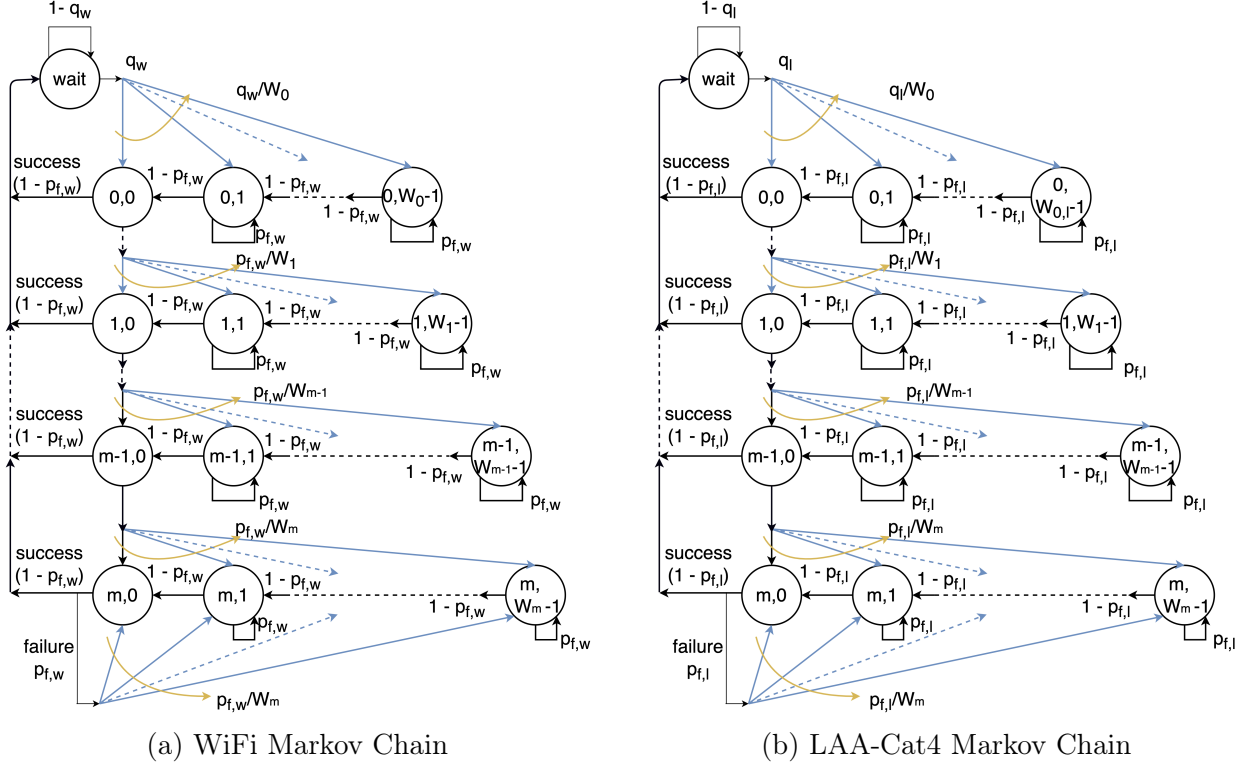 1- q_w
wait
q_w
q_w/W_0
success
(1 - p_f,w)
1 - p_f,w
1 - p_f,w
1 - p_f,w
0,0
0,1
0,W_0-1
p_f,w
p_f,w
p_f,w/W_1
success
(1 - p_f,w)
1 - p_f,w
1 - p_f,w
1 - p_f,w
1,0
1,1
1,W_1-1
p_f,w
p_f,w
p_f,w/W_m-1
success
(1 - p_f,w)
1 - p_f,w
1 - p_f,w
1 - p_f,w
m-1,0
m-1,1
m-1,
W_m-1-1
p_f,w
p_f,w
p_f,w/W_m
success
(1 - p_f,w)
1 - p_f,w
1 - p_f,w
1 - p_f,w
m,0
m,1
m,
W_m-1
p_f,w
p_f,w
failure
p_f,w
p_f,w/W_m
(a) WiFi Markov Chain
1- q_l
wait
q_l
q_l/W_0
success
(1 - p_f,l)
1 - p_f,l
1 - p_f,l
1 - p_f,l
0,0
0,1
0,
W_0,l-1
p_f,l
p_f,l
p_f,l/W_1
success
(1 - p_f,l)
1 - p_f,l
1 - p_f,l
1 - p_f,l
1,0
1,1
1,W_1-1
p_f,l
p_f,l
p_f,l/W_m-1
success
(1 - p_f,l)
1 - p_f,l
1 - p_f,l
1 - p_f,l
m-1,0
m-1,1
m-1,
W_m-1-1
p_f,l
p_f,l
p_f,l/W_m
success
(1 - p_f,l)
1 - p_f,l
1 - p_f,l
1 - p_f,l
m,0
m,1
m,
W_m-1
p_f,l
p_f,l
failure
p_f,l
p_f,l/W_m
(b) LAA-Cat4 Markov Chain